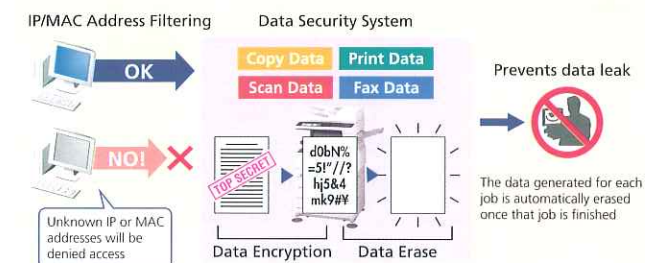 IP/MAC Address Filtering
OK
NO!
Unknown IP or MAC
addresses will be
denied access
Data Security System
Copy Data
Print Data
Scan Data
Fax Data
TOP SECRET
d0bN%
=5!"//?
hj5&4
mk9#¥
Data Encryption
Data Erase
Prevents data leak
The data generated for each
job is automatically erased
once that job is finished